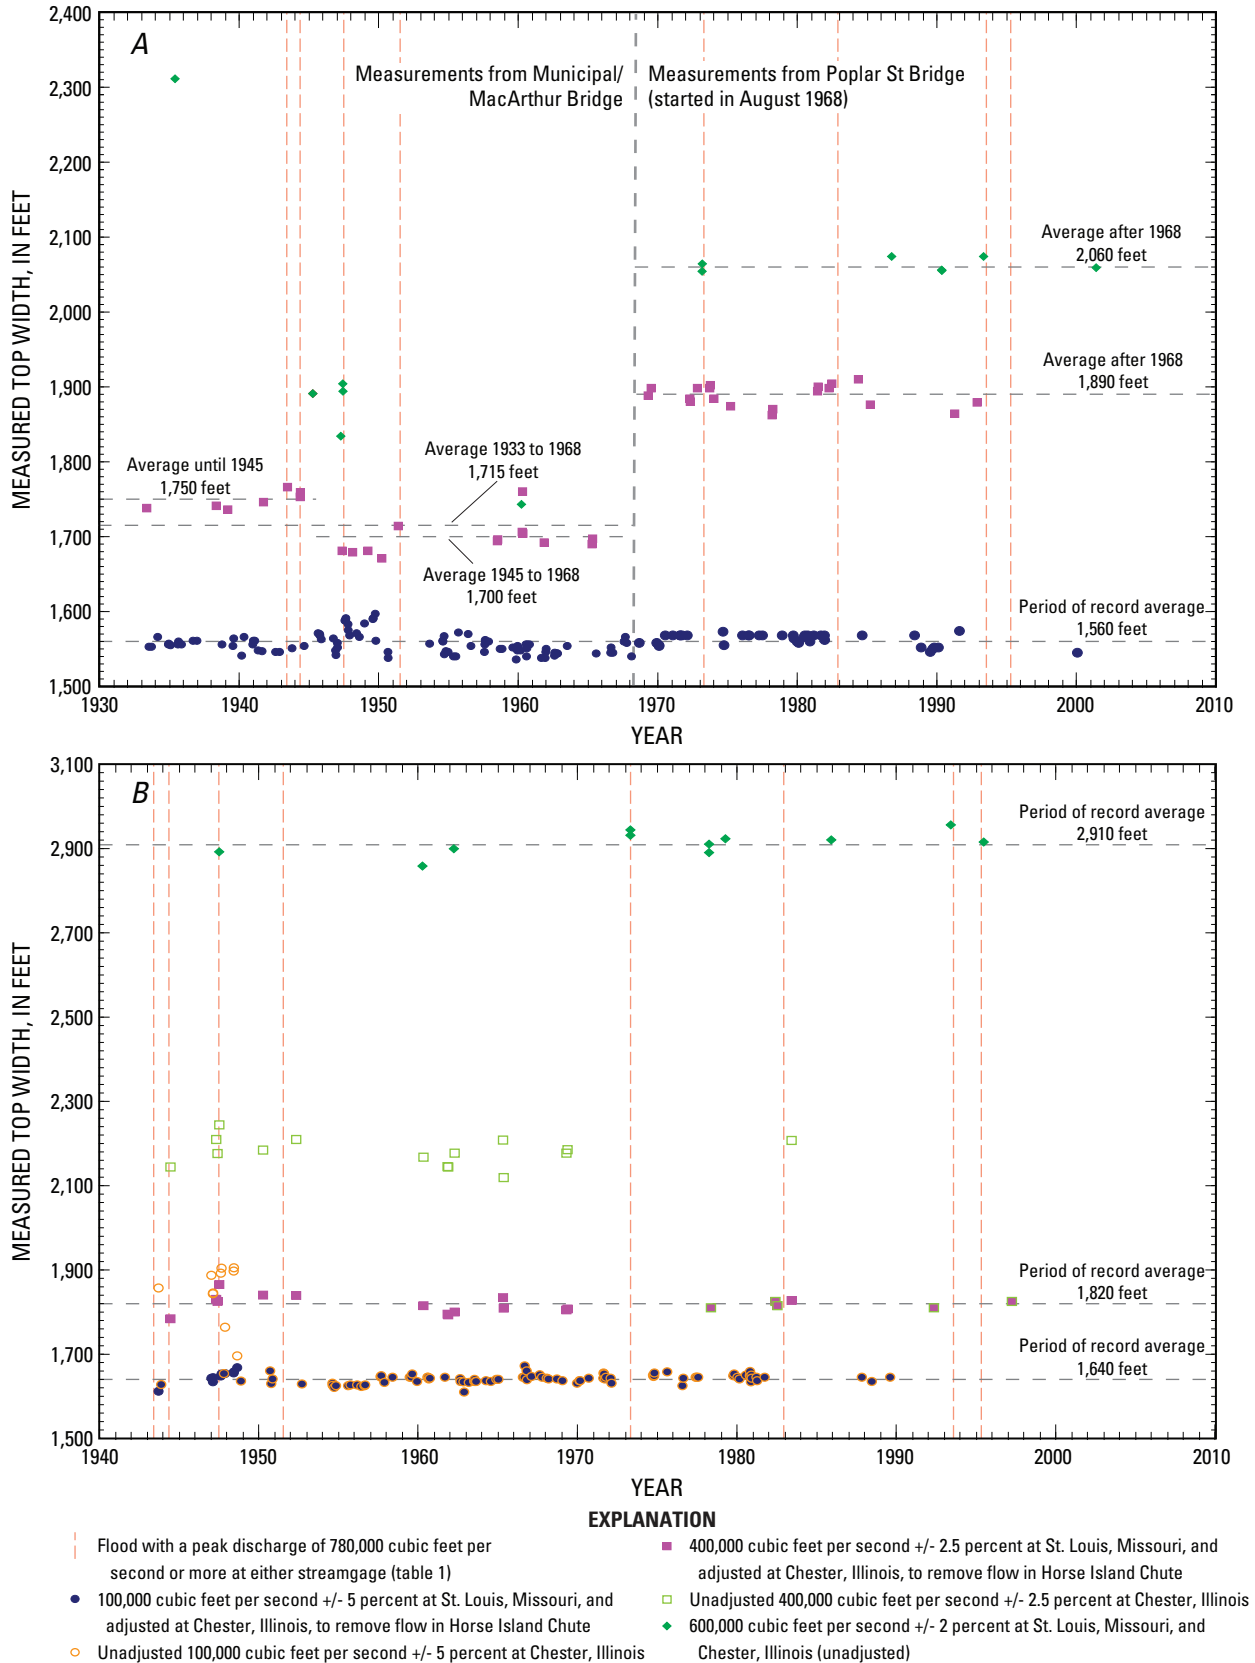 A
2,400
2,300
2,200
2,100
2,000
1,900
1,800
1,700
1,600
1,500
MEASURED TOP WIDTH, IN FEET
Measurements from Municipal/
MacArthur Bridge
Measurements from Poplar St Bridge
(started in August 1968)
Average after 1968
2,060 feet
Average after 1968
1,890 feet
Average until 1945
1,750 feet
Average 1933 to 1968
1,715 feet
Average 1945 to 1968
1,700 feet
Period of record average
1,560 feet
1930 1940 1950 1960 1970 1980 1990 2000 2010
YEAR
B
3,100
2,900
2,700
2,500
2,300
2,100
1,900
1,700
1,500
MEASURED TOP WIDTH, IN FEET
Period of record average
2,910 feet
Period of record average
1,820 feet
Period of record average
1,640 feet
1940 1950 1960 1970 1980 1990 2000 2010
YEAR
EXPLANATION
Flood with a peak discharge of 780,000 cubic feet per
second or more at either streamgage (table 1)
100,000 cubic feet per second +/- 5 percent at St. Louis, Missouri, and
adjusted at Chester, Illinois, to remove flow in Horse Island Chute
Unadjusted 100,000 cubic feet per second +/- 5 percent at Chester, Illinois
400,000 cubic feet per second +/- 2.5 percent at St. Louis, Missouri, and
adjusted at Chester, Illinois, to remove flow in Horse Island Chute
Unadjusted 400,000 cubic feet per second +/- 2.5 percent at Chester, Illinois
600,000 cubic feet per second +/- 2 percent at St. Louis, Missouri, and
Chester, Illinois (unadjusted)